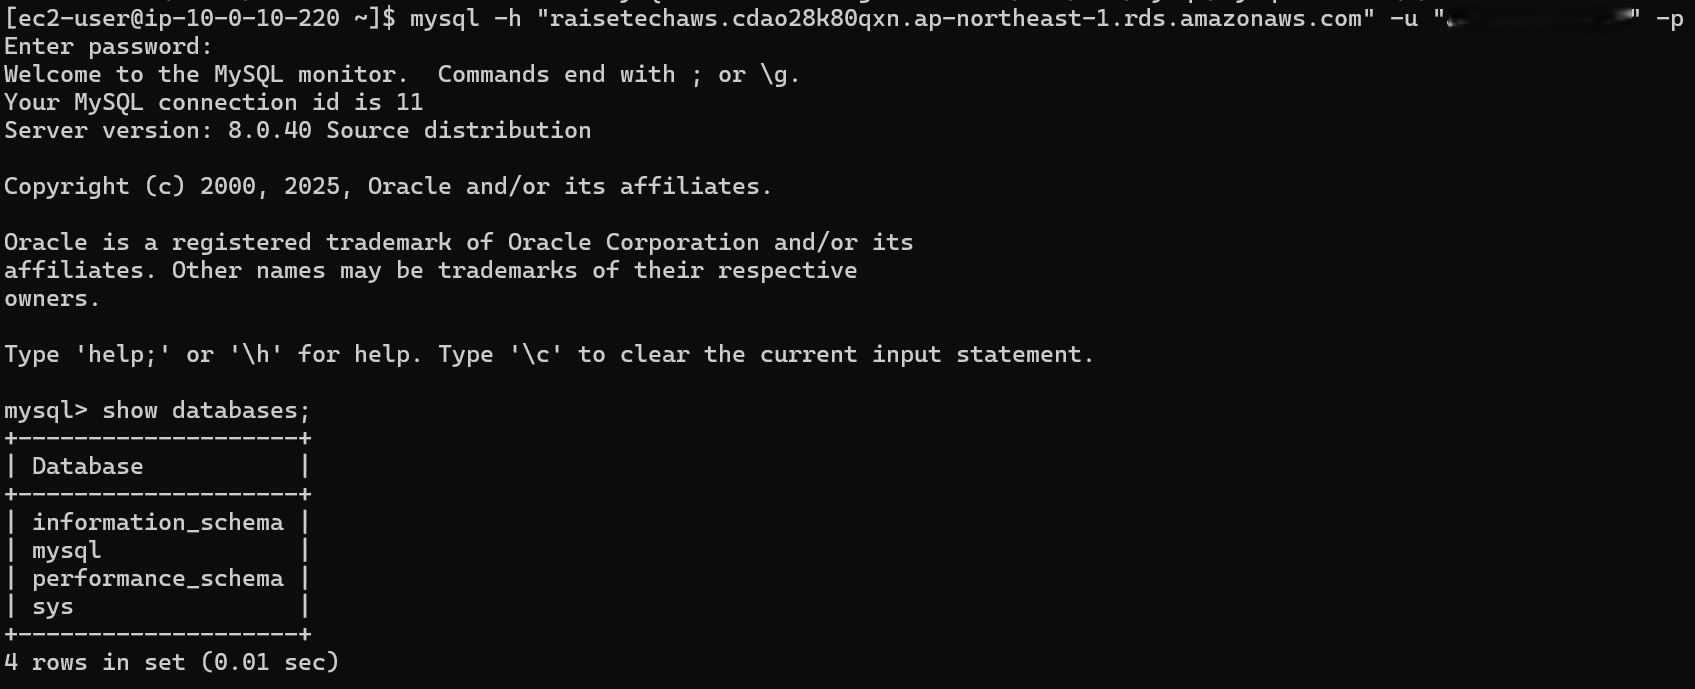 [ec2-user@ip-10-0-10-220 ~]$ mysql -h "raisetechaws.cdao28k80qxn.ap-northeast-1.rds.amazonaws.com" -u "" -p
Enter password:
Welcome to the MySQL monitor.  Commands end with ; or \g.
Your MySQL connection id is 11
Server version: 8.0.40 Source distribution

Copyright (c) 2000, 2025, Oracle and/or its affiliates.

Oracle is a registered trademark of Oracle Corporation and/or its
affiliates. Other names may be trademarks of their respective
owners.

Type 'help;' or '\h' for help. Type '\c' to clear the current input statement.

mysql> show databases;
+--------------------+
| Database           |
+--------------------+
| information_schema |
| mysql              |
| performance_schema |
| sys                |
+--------------------+
4 rows in set (0.01 sec)